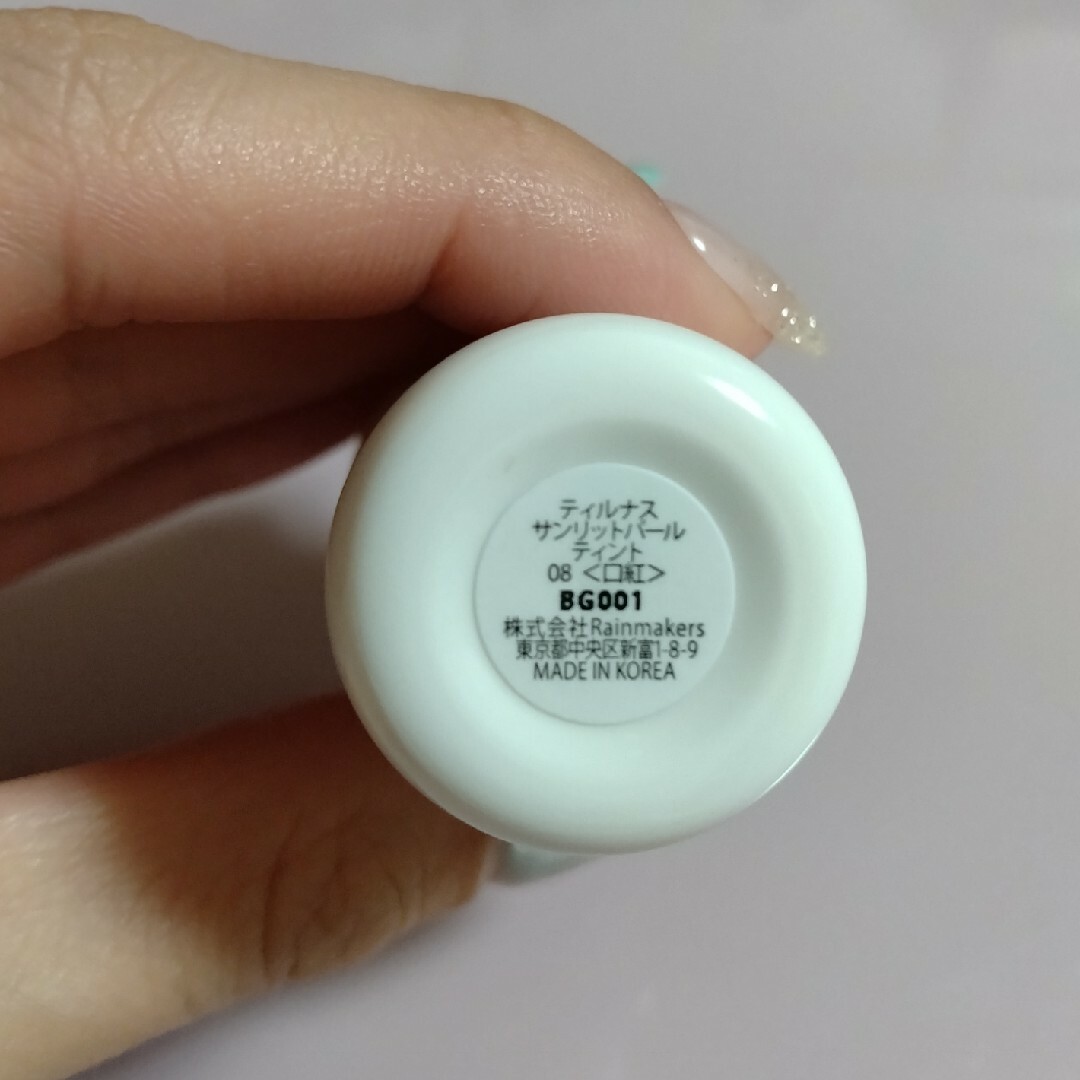 ティルナス
サンリットパール
ティント
08 <口紅>
BG001
株式会社Rainmakers
東京都中央区新富1-8-9
MADE IN KOREA